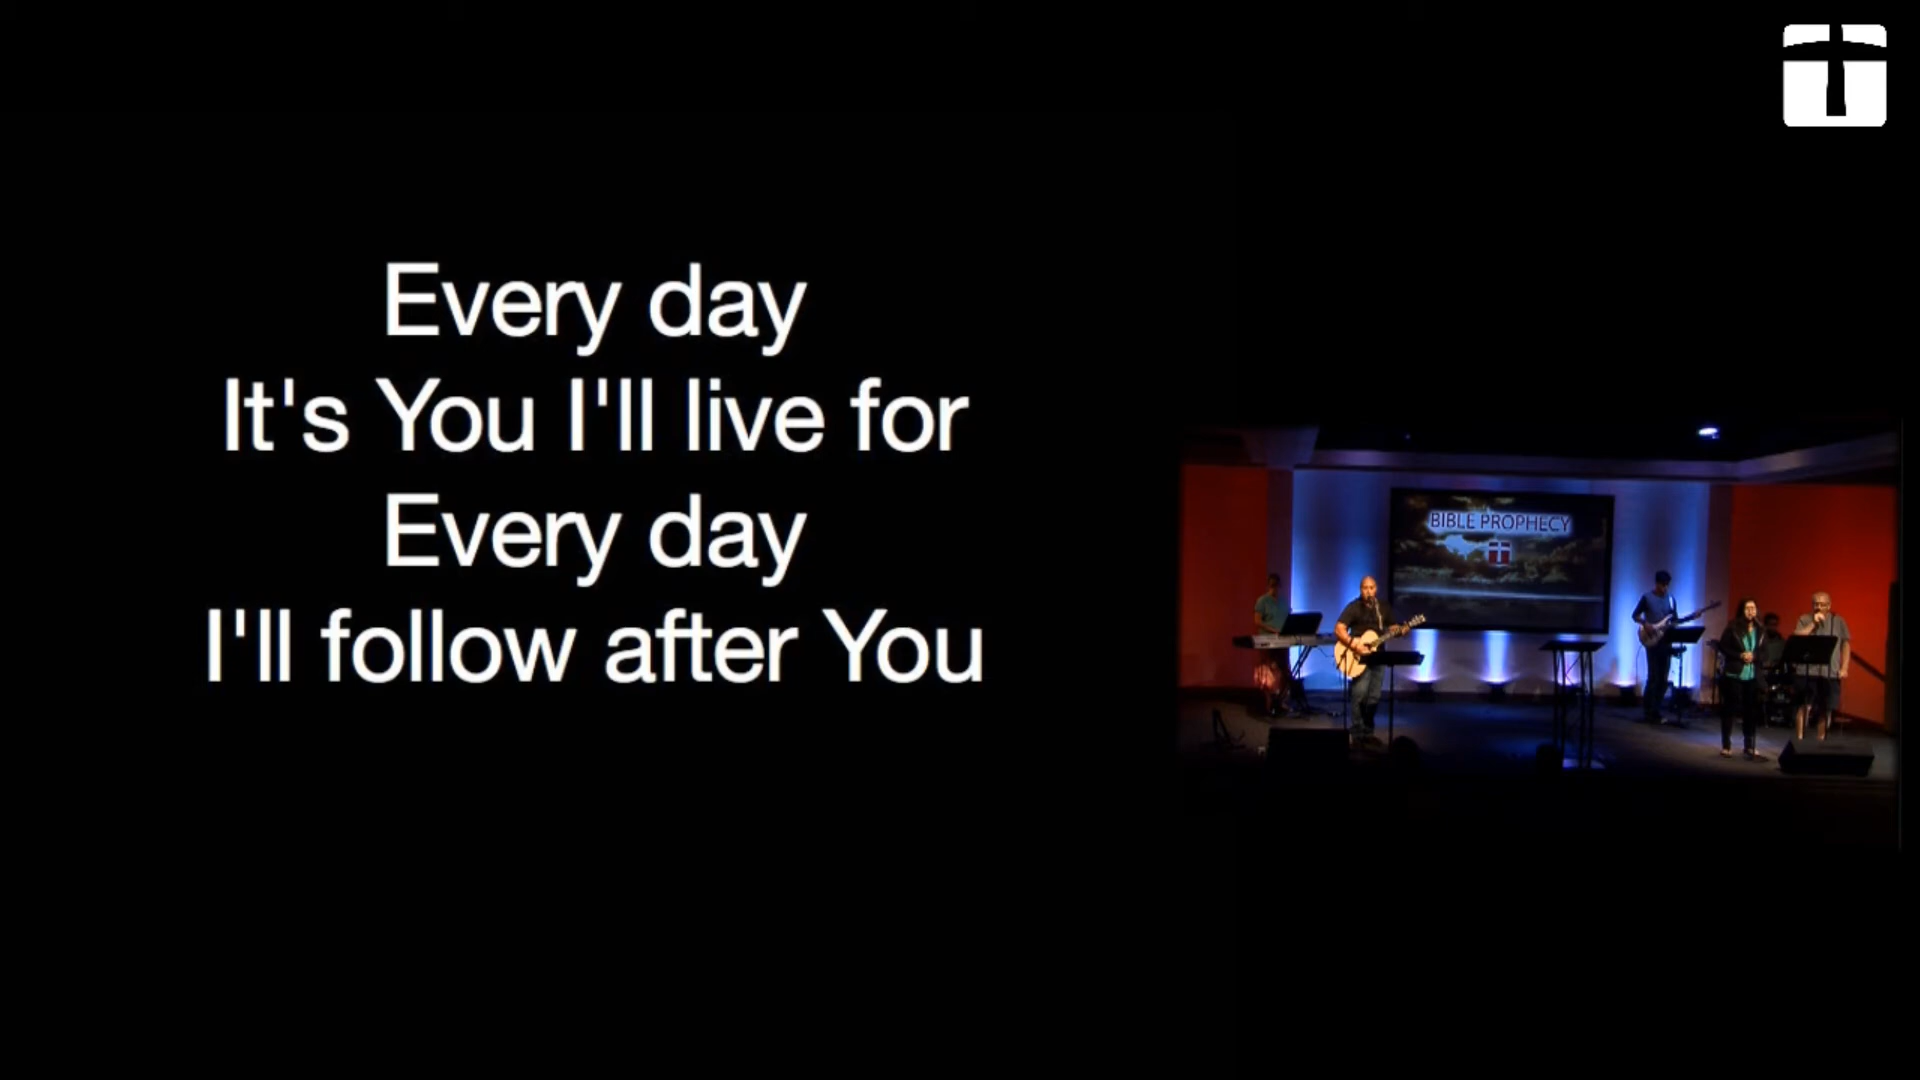 Every day
It's You I'll live for
Every day
I'll follow after You
BIBLE PROPHECY